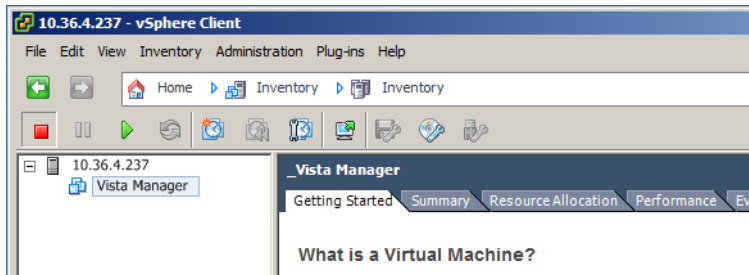 10.36.4.237 - vSphere Client
File Edit View Inventory Administration Plug-ins Help
Home Inventory Inventory
10.36.4.237
Vista Manager
_Vista Manager
Getting Started Summary Resource Allocation Performance
What is a Virtual Machine?